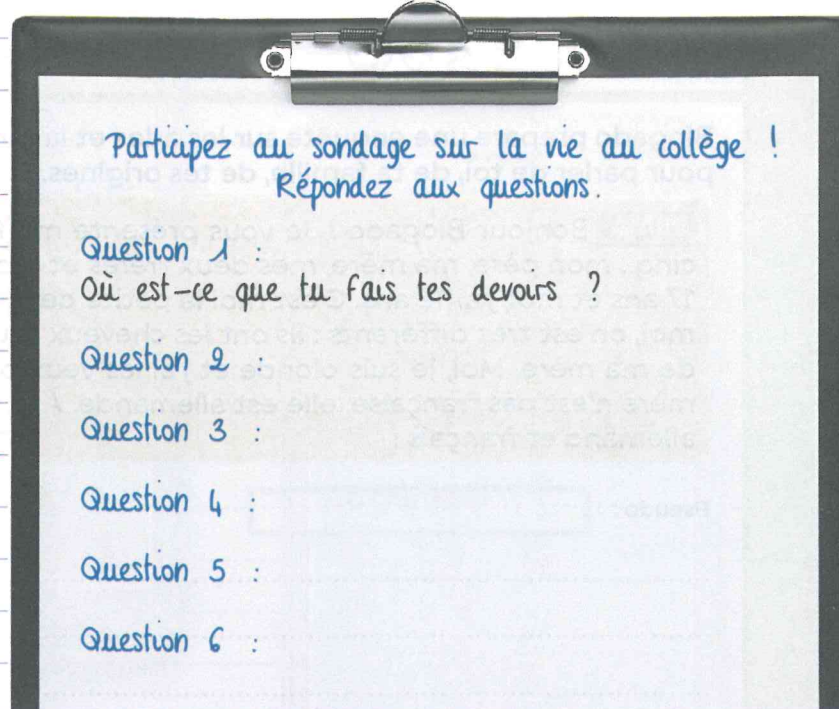 Participez au sondage sur la vie au collège !
Répondez aux questions.
Question 1 :
Où est-ce que tu fais tes devoirs ?
Question 2 :
Question 3 :
Question 4 :
Question 5 :
Question 6 :